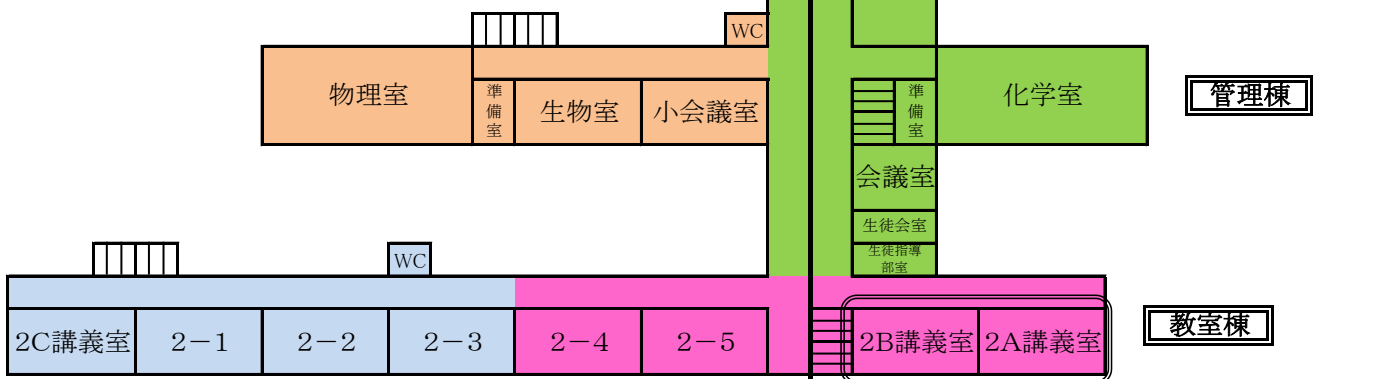 WC
物理室
準備室
生物室
小会議室
準備室
化学室
管理棟
会議室
生徒会室
生徒指導
部室
WC
2C講義室
2－1
2－2
2－3
2－4
2－5
2B講義室
2A講義室
教室棟